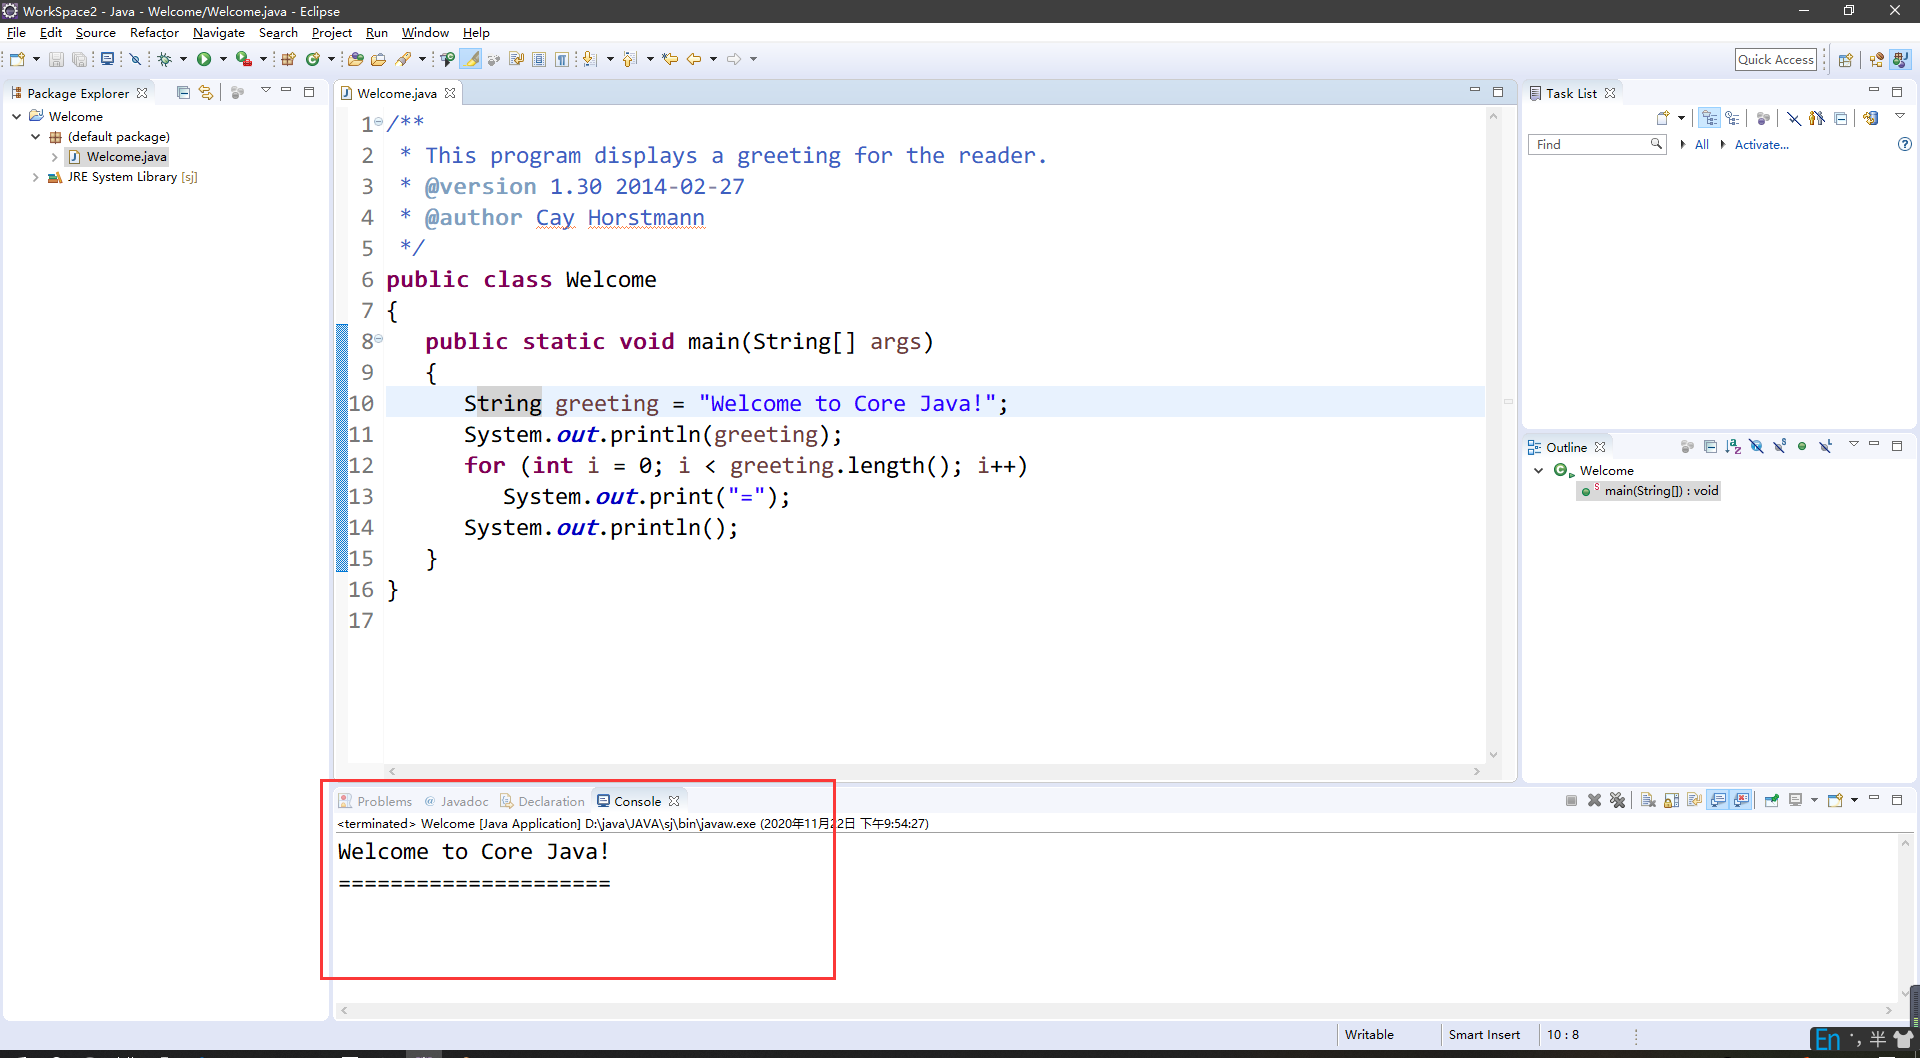 WorkSpace2 - Java - Welcome/Welcome.java - Eclipse
File Edit Source Refactor Navigate Search Project Run Window Help
Quick Access
Package Explorer
Welcome
(default package)
Welcome.java
JRE System Library [sj]
Welcome.java
1 /**
2  * This program displays a greeting for the reader.
3  * @version 1.30 2014-02-27
4  * @author Cay Horstmann
5  */
6 public class Welcome
7 {
8    public static void main(String[] args)
9    {
10      String greeting = "Welcome to Core Java!";
11      System.out.println(greeting);
12      for (int i = 0; i < greeting.length(); i++)
13         System.out.print("=");
14      System.out.println();
15   }
16 }
17
Task List
Find
All
Activate...
Outline
Welcome
main(String[]) : void
Problems @ Javadoc Declaration Console
<terminated> Welcome [Java Application] D:\java\JAVA\sj\bin\javaw.exe (2020年11月22日 下午9:54:27)
Welcome to Core Java!
=====================
Writable
Smart Insert
10 : 8
En
半